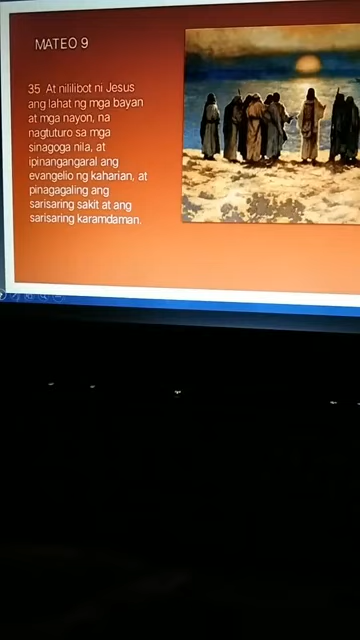 MATEO 9
35 At nililibot ni Jesus
ang lahat ng mga bayan
at mga nayon, na
nagtuturo sa mga
sinagoga nila, at
ipinangangaral ang
evangelio ng kaharian, at
pinagagaling ang
sarisaring sakit at ang
sarisaring karamdaman.